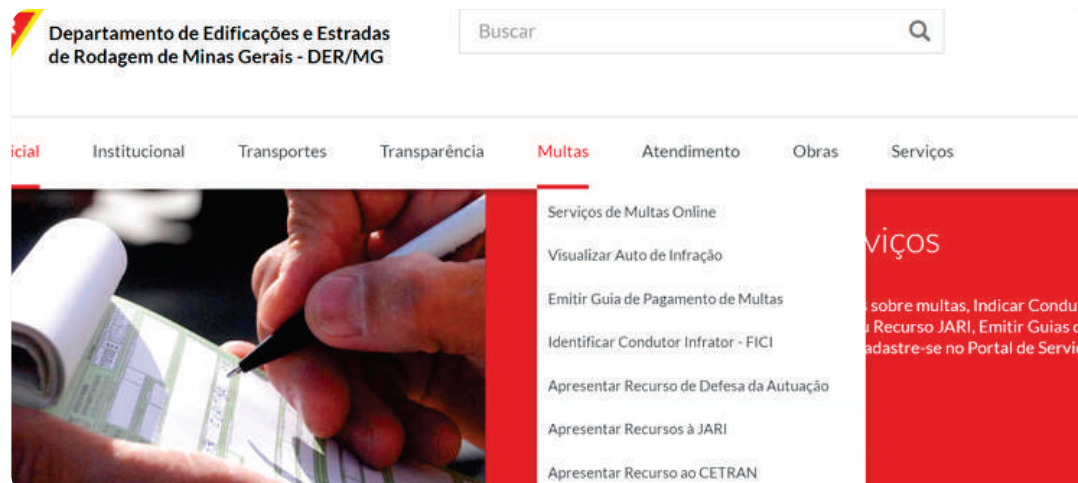 Departamento de Edificações e Estradas
de Rodagem de Minas Gerais - DER/MG
Buscar
icial Institucional Transportes Transparência Multas Atendimento Obras Serviços
Serviços de Multas Online
Visualizar Auto de Infração
Emitir Guia de Pagamento de Multas
Identificar Condutor Infrator - FICI
Apresentar Recurso de Defesa da Autuação
Apresentar Recursos à JARI
Apresentar Recurso ao CETRAN
viços
sobre multas, Indicar Condu
Recurso JARI, Emitir Guias
adastre-se no Portal de Servi